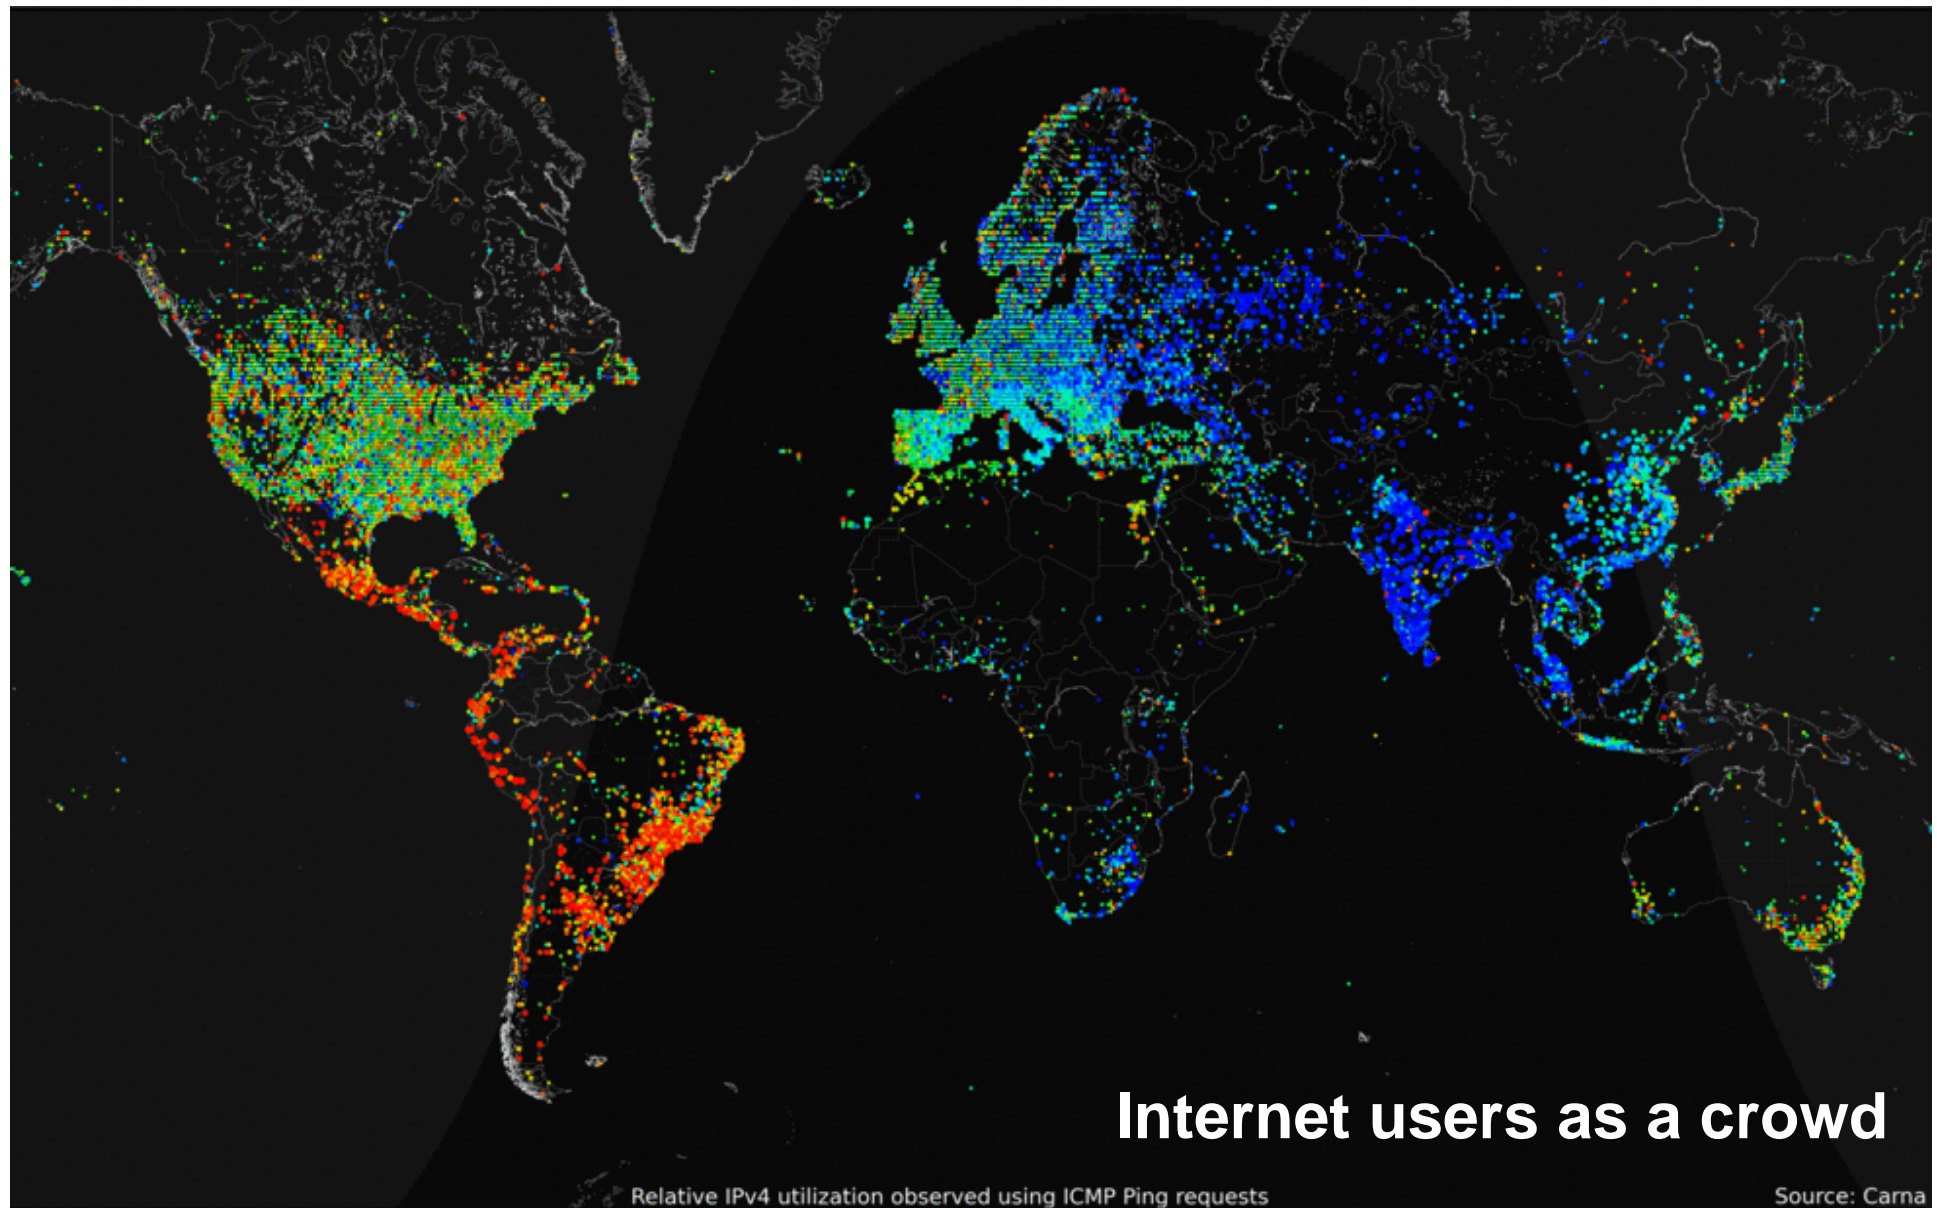 Internet users as a crowd
Relative IPv4 utilization observed using ICMP Ping requests
Source: Carna